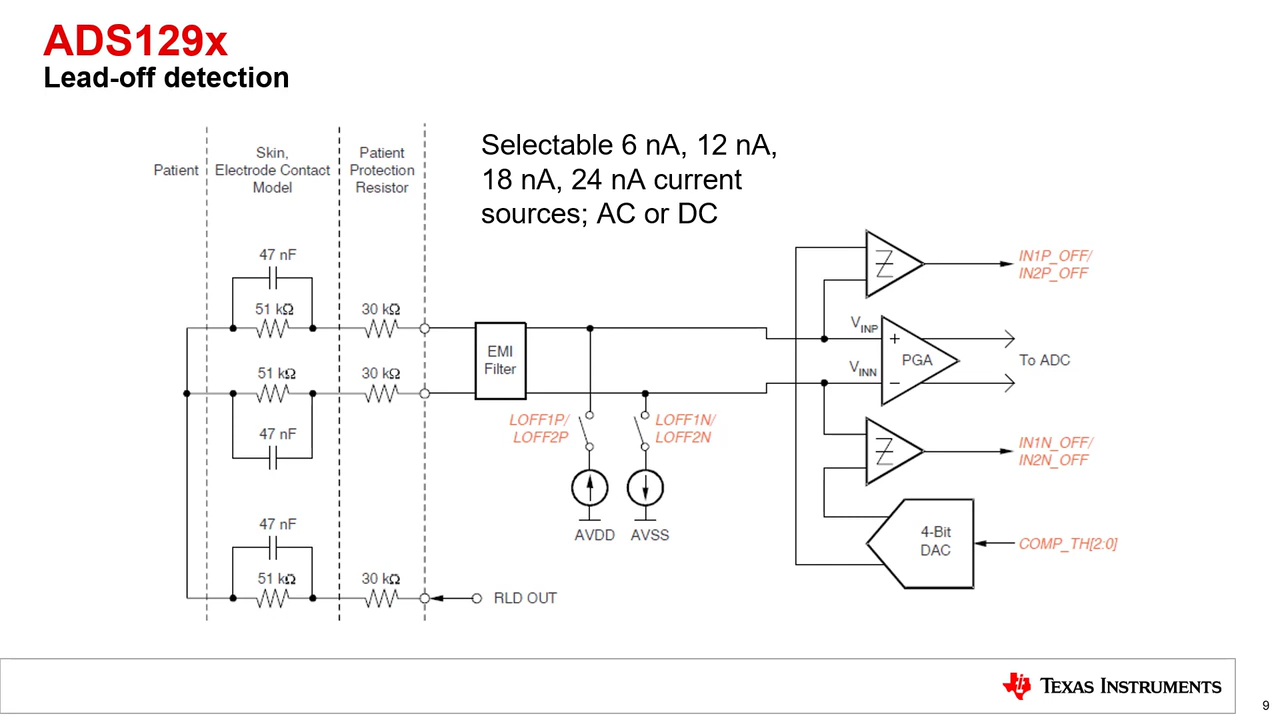 ADS129x
Lead-off detection
Selectable 6 nA, 12 nA,
18 nA, 24 nA current
sources; AC or DC
Patient
Skin,
Electrode Contact
Model
Patient
Protection
Resistor
47 nF
51 kΩ
30 kΩ
51 kΩ
30 kΩ
47 nF
47 nF
51 kΩ
30 kΩ
RLD OUT
EMI
Filter
LOFF1P/
LOFF2P
LOFF1N/
LOFF2N
AVDD
AVSS
IN1P_OFF/
IN2P_OFF
VINP
+
PGA
VINN
−
To ADC
IN1N_OFF/
IN2N_OFF
4-Bit
DAC
COMP_TH[2:0]
TEXAS INSTRUMENTS
9